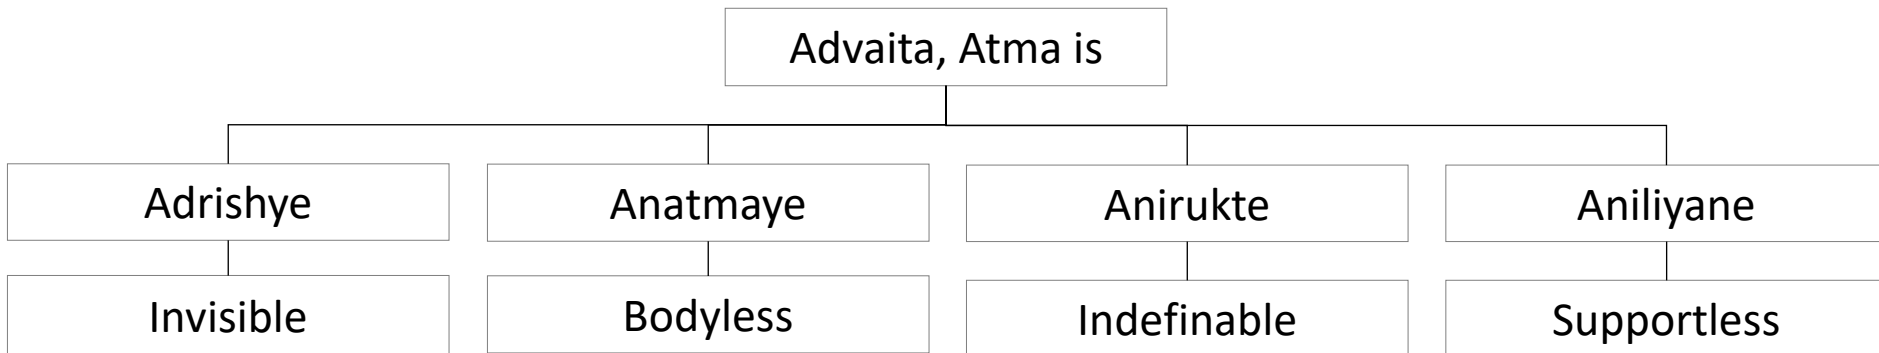 Advaita, Atma is
Adrishye
Anatmaye
Anirukte
Aniliyane
Invisible
Bodyless
Indefinable
Supportless